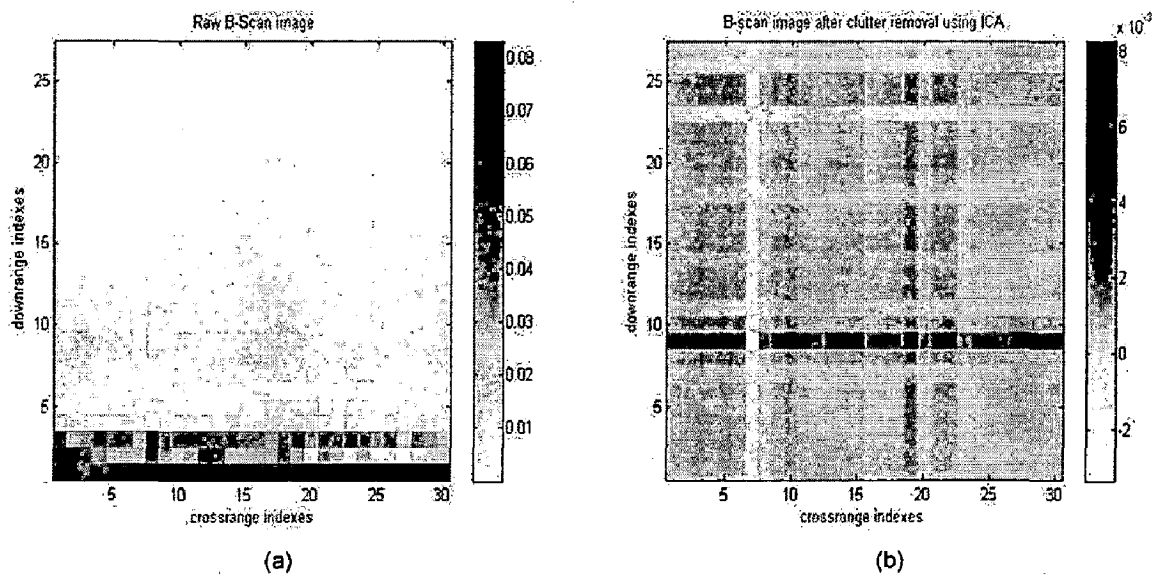 Raw B-Scan image
25
20
15
10
5
downrange indexes
5 10 15 20 25 30
crossrange indexes
0.08
0.07
0.06
0.05
0.04
0.03
0.02
0.01
(a)
B-scan image after clutter removal using ICA
x 10⁻³
25
20
15
10
5
downrange indexes
5 10 15 20 25 30
crossrange indexes
8
6
4
2
0
-2
(b)